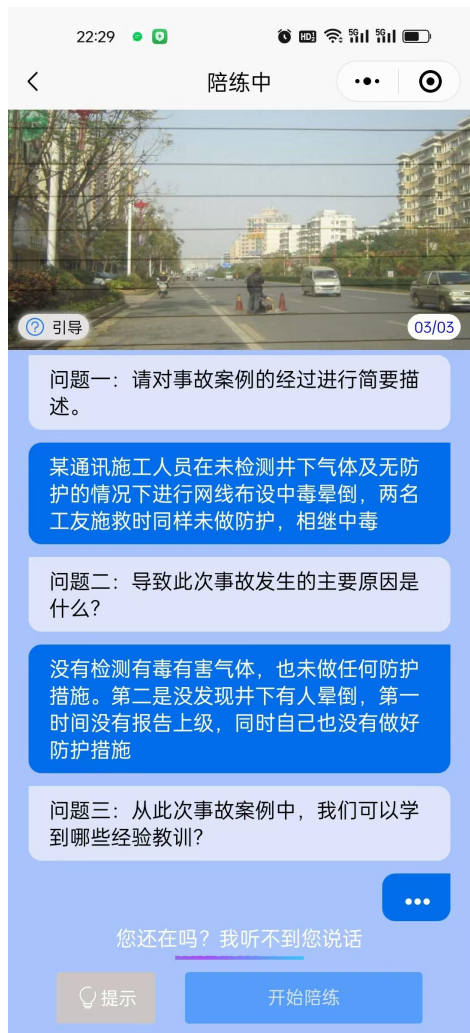 22:29
HD 5G 5G
陪练中
引导
03/03
问题一：请对事故案例的经过进行简要描
述。
某通讯施工人员在未检测井下气体及无防
护的情况下进行网线布设中毒晕倒，两名
工友施救时同样未做防护，相继中毒
问题二：导致此次事故发生的主要原因是
什么？
没有检测有毒有害气体，也未做任何防护
措施。第二是没发现井下有人晕倒，第一
时间没有报告上级，同时自己也没有做好
防护措施
问题三：从此次事故案例中，我们可以学
到哪些经验教训？
您还在吗？我听不到您说话
提示
开始陪练